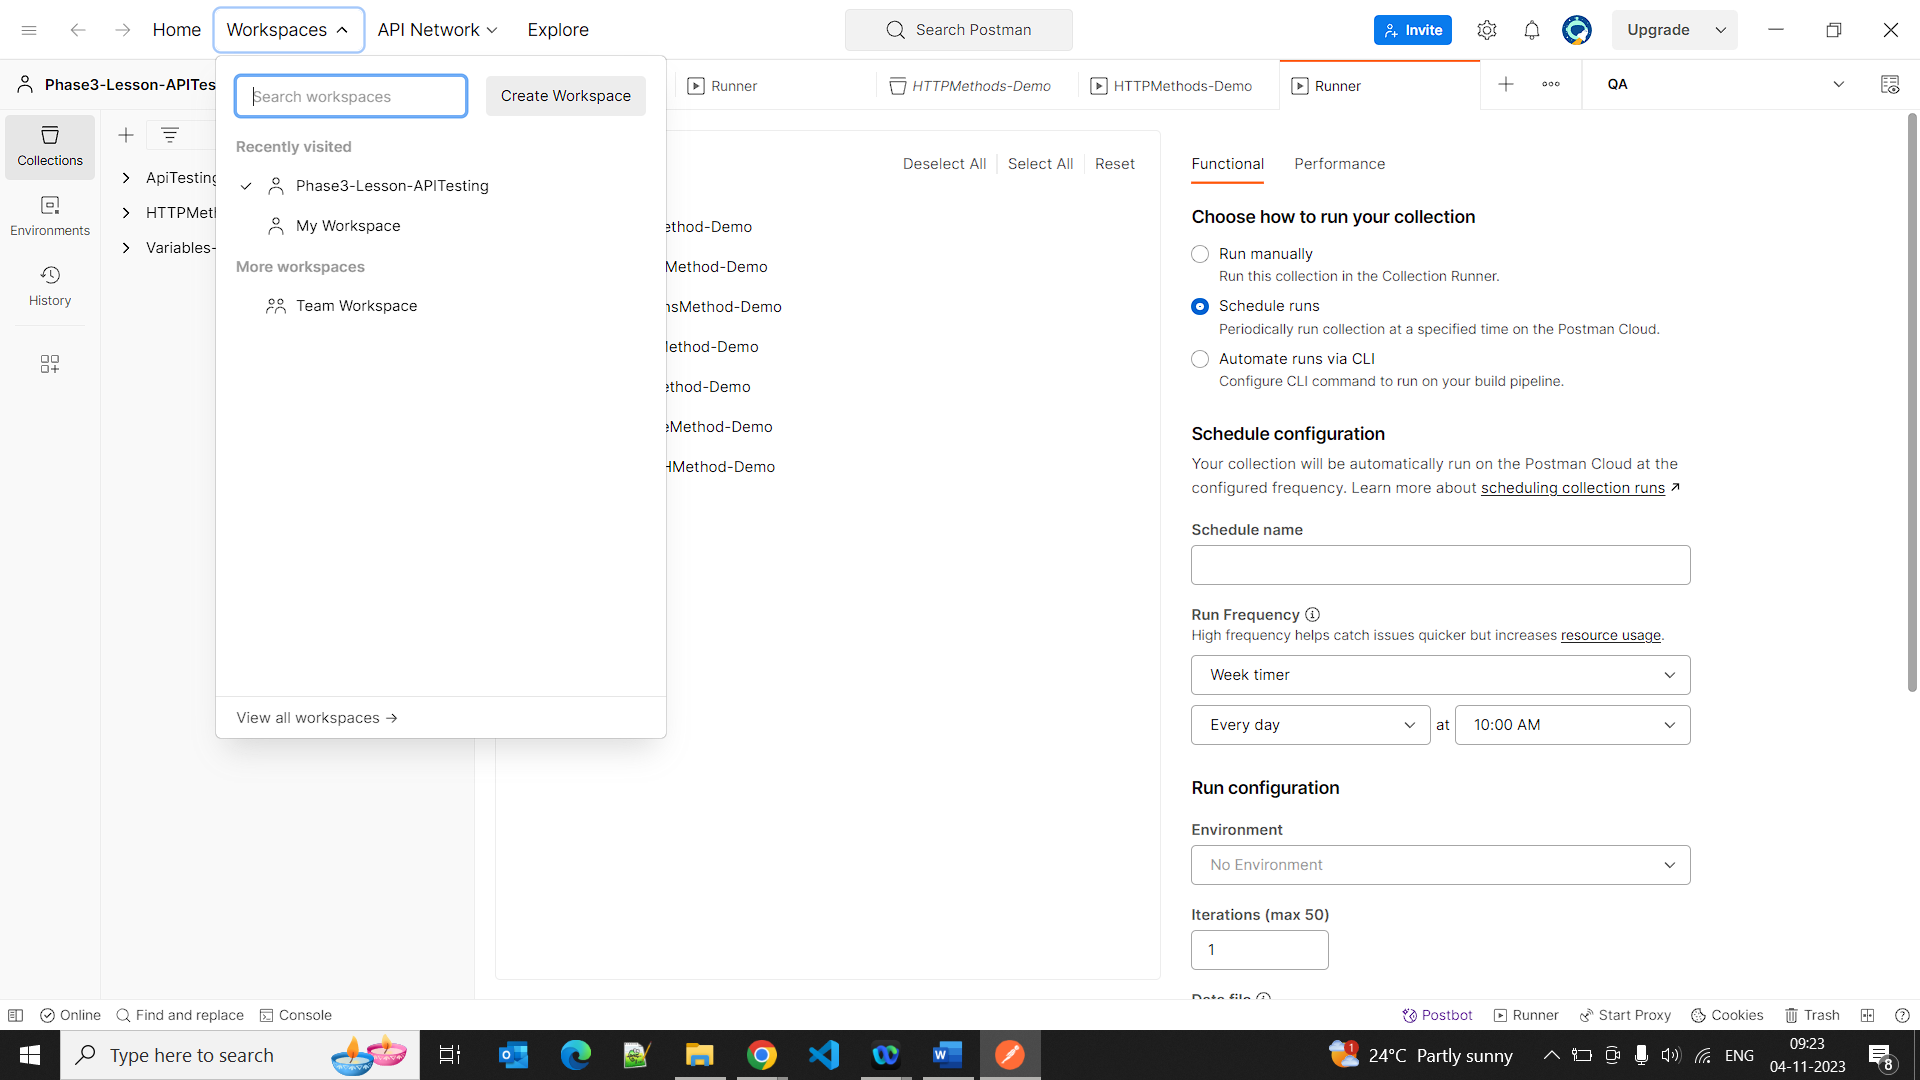 Home
Workspaces
API Network
Explore
Search Postman
Invite
Upgrade
Phase3-Lesson-APITes
Runner
HTTPMethods-Demo
HTTPMethods-Demo
Runner
QA
Search workspaces
Create Workspace
Recently visited
Phase3-Lesson-APITesting
My Workspace
More workspaces
Team Workspace
View all workspaces →
Collections
Environments
History
ApiTesting
HTTPMeth
Variables-
Deselect All
Select All
Reset
ethod-Demo
Method-Demo
nsMethod-Demo
Method-Demo
ethod-Demo
eMethod-Demo
HMethod-Demo
Functional
Performance
Choose how to run your collection
Run manually
Run this collection in the Collection Runner.
Schedule runs
Periodically run collection at a specified time on the Postman Cloud.
Automate runs via CLI
Configure CLI command to run on your build pipeline.
Schedule configuration
Your collection will be automatically run on the Postman Cloud at the
configured frequency. Learn more about scheduling collection runs ↗
Schedule name
Run Frequency
High frequency helps catch issues quicker but increases resource usage.
Week timer
Every day
at
10:00 AM
Run configuration
Environment
No Environment
Iterations (max 50)
1
Data file
Online
Find and replace
Console
Postbot
Runner
Start Proxy
Cookies
Trash
Type here to search
1
24°C Partly sunny
ENG
09:23
04-11-2023
8